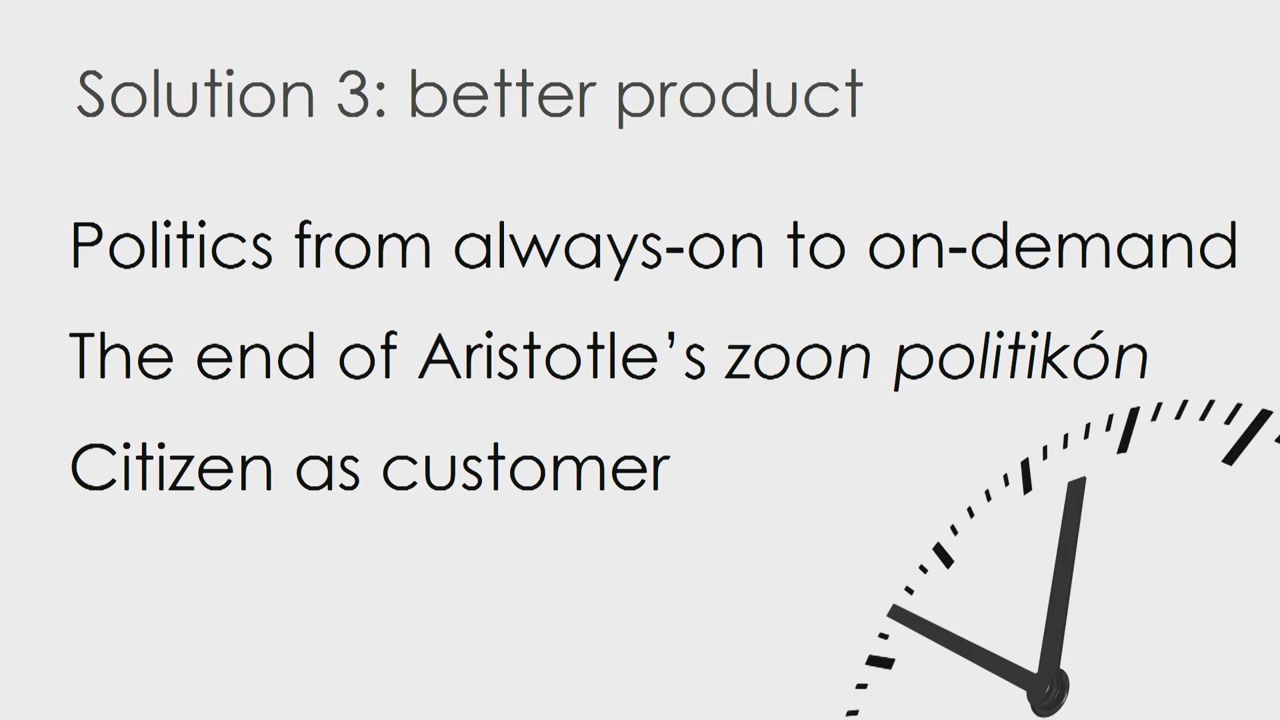 Solution 3: better product
Politics from always-on to on-demand
The end of Aristotle’s zoon politikón
Citizen as customer